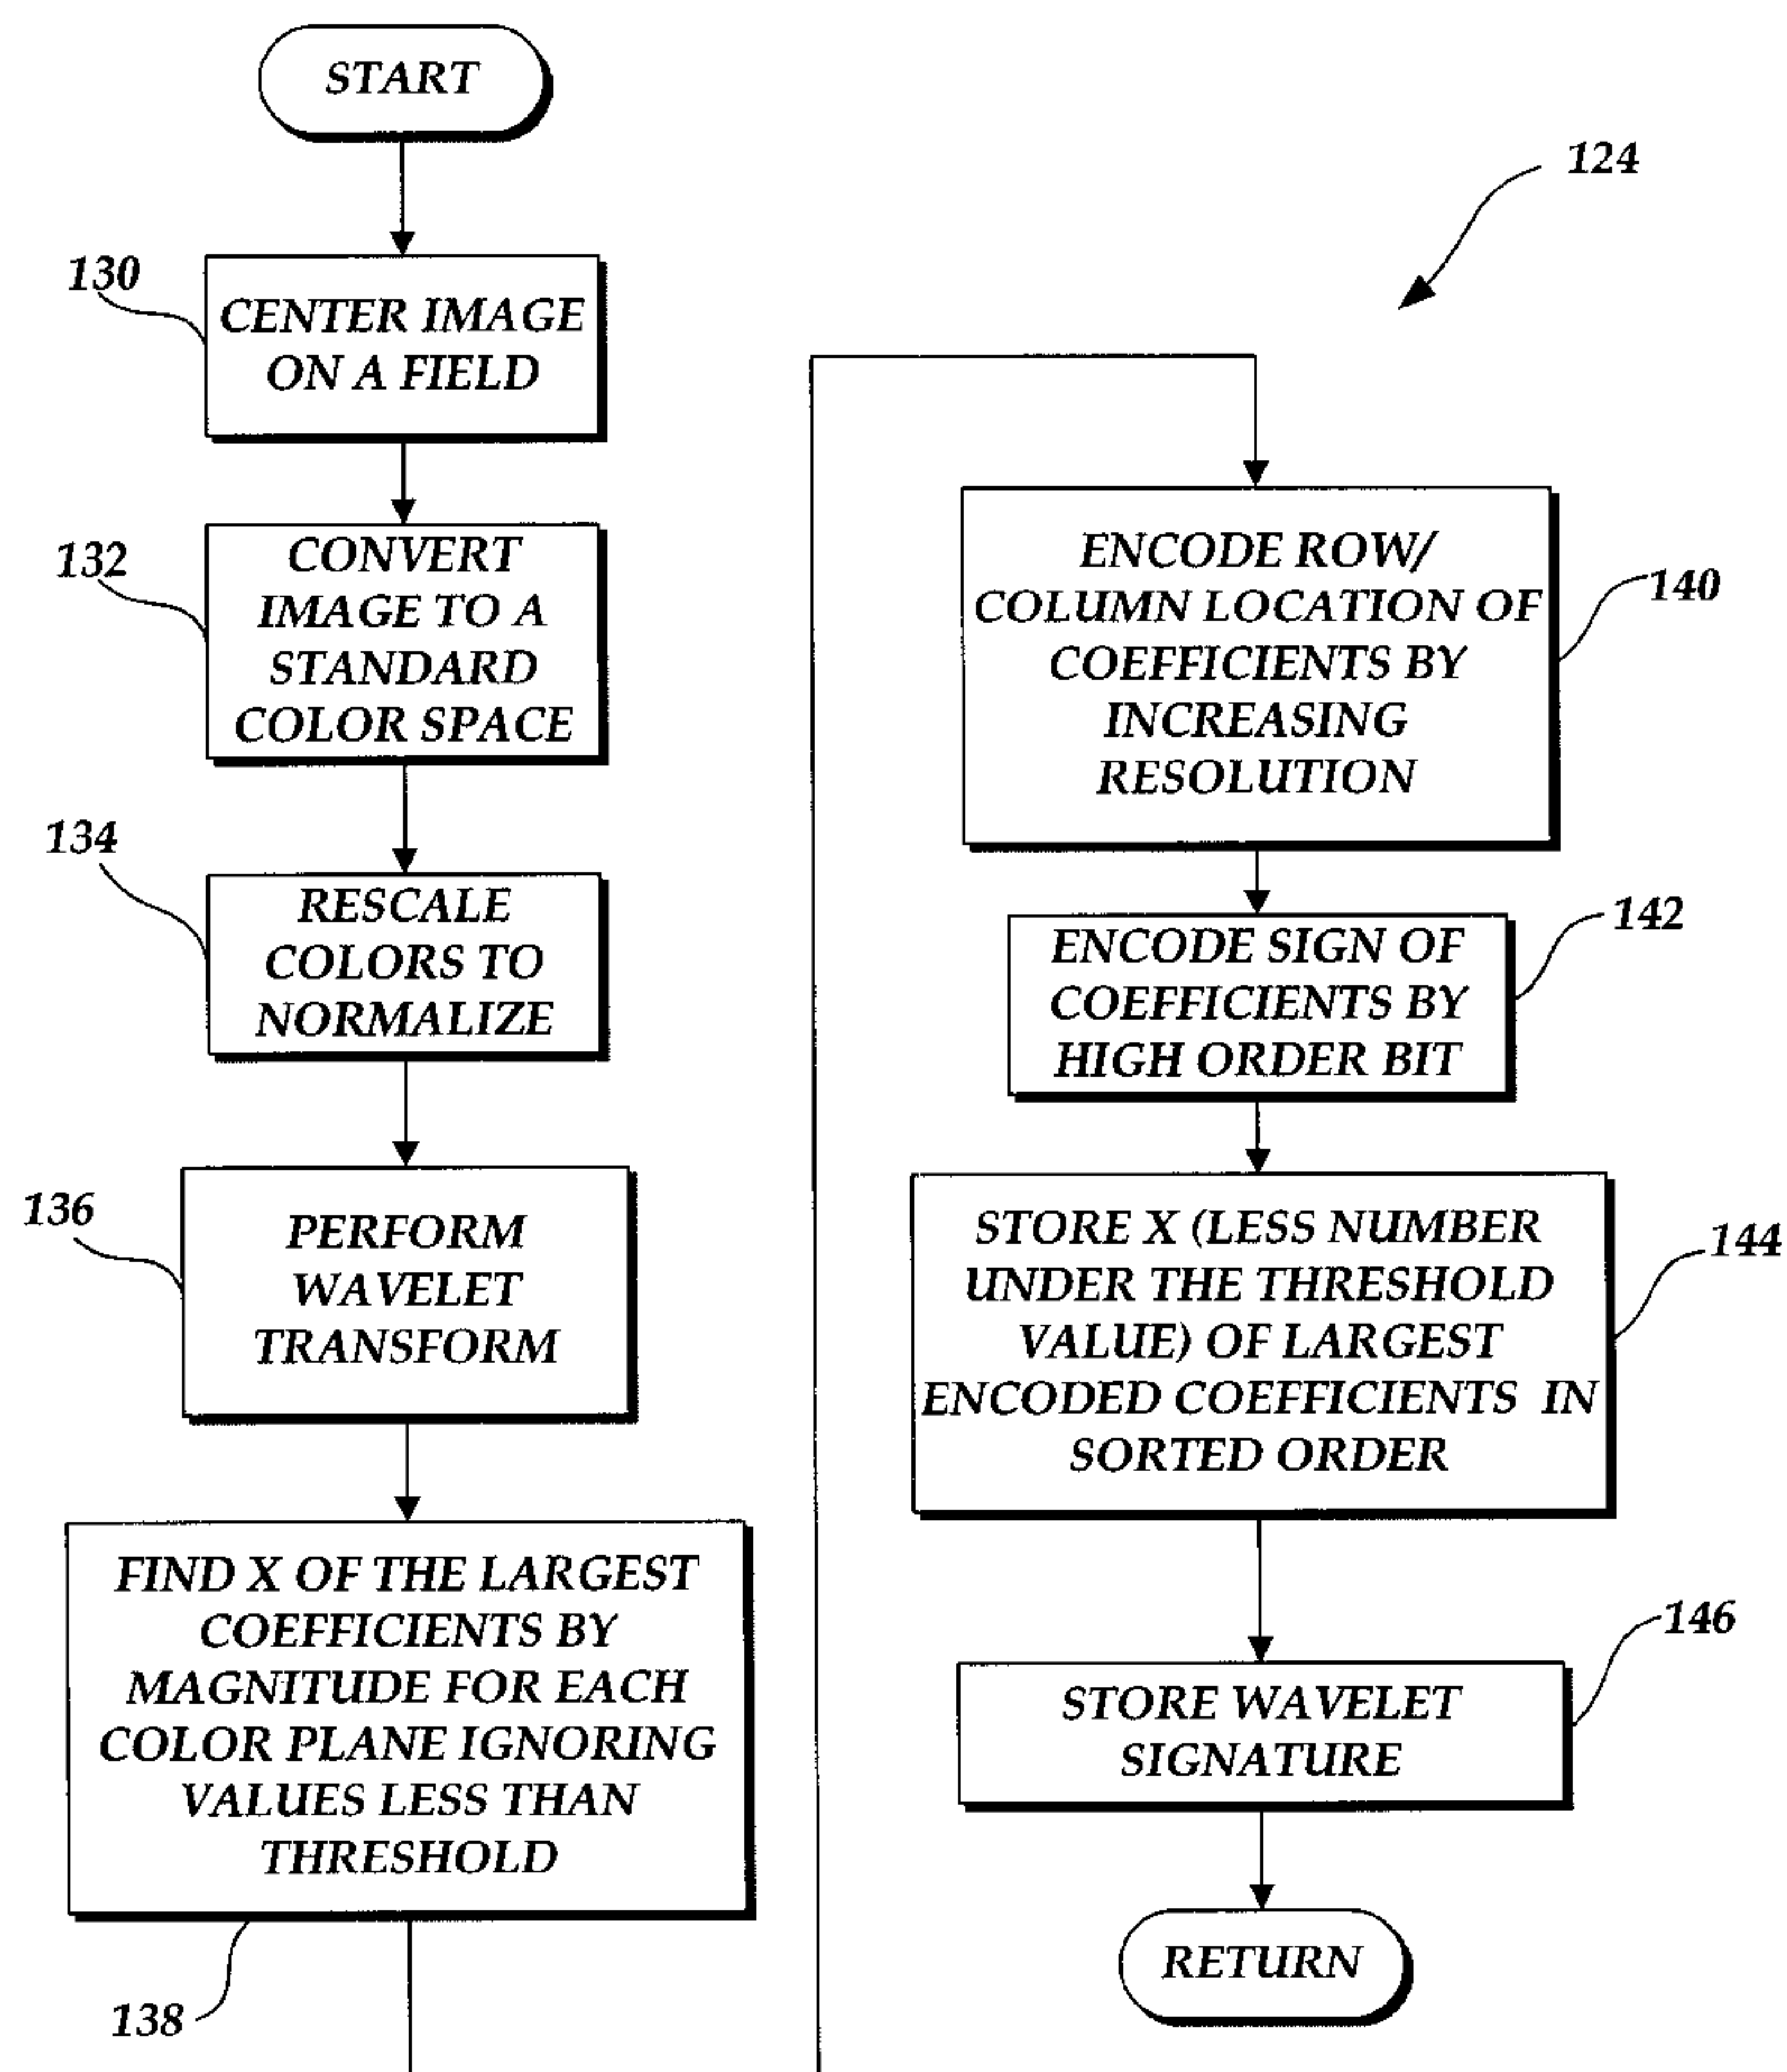 START
130
CENTER IMAGE
ON A FIELD
132
CONVERT
IMAGE TO A
STANDARD
COLOR SPACE
134
RESCALE
COLORS TO
NORMALIZE
136
PERFORM
WAVELET
TRANSFORM
FIND X OF THE LARGEST
COEFFICIENTS BY
MAGNITUDE FOR EACH
COLOR PLANE IGNORING
VALUES LESS THAN
THRESHOLD
138
124
ENCODE ROW/
COLUMN LOCATION OF
COEFFICIENTS BY
INCREASING
RESOLUTION
140
ENCODE SIGN OF
COEFFICIENTS BY
HIGH ORDER BIT
142
STORE X (LESS NUMBER
UNDER THE THRESHOLD
VALUE) OF LARGEST
ENCODED COEFFICIENTS IN
SORTED ORDER
144
STORE WAVELET
SIGNATURE
146
RETURN